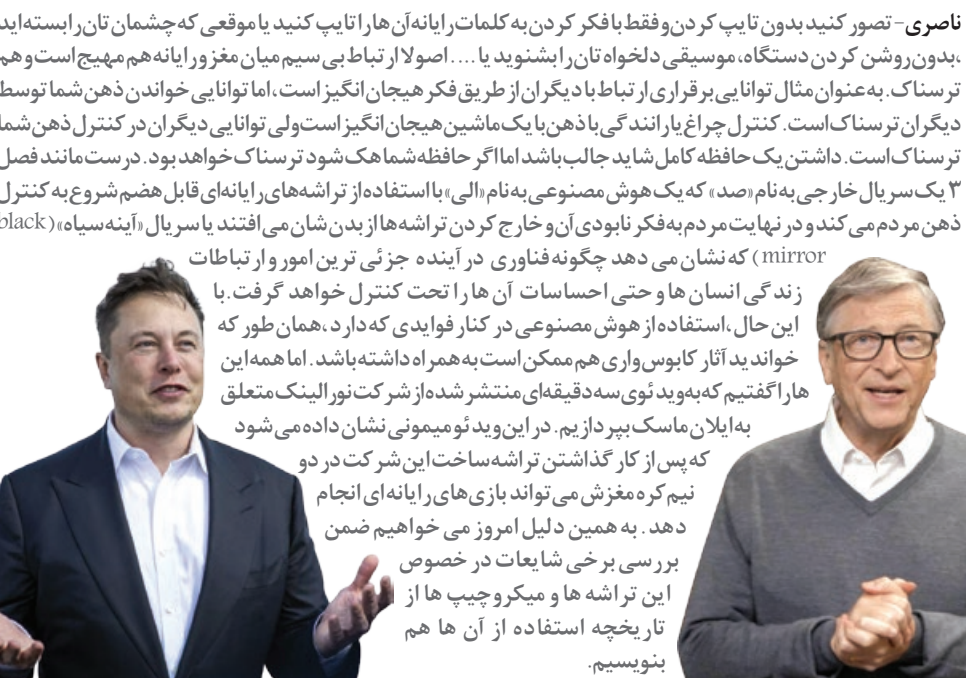 ناصری- تصور کنید بدون تایپ کردن و فقط با فکر کردن به کلمات رایانه آن ها را تایپ کنید یا موقعی که چشمان تان را بسته اید
،بدون روشن کردن دستگاه، موسیقی دلخواه تان را بشنوید یا .... اصولا ارتباط بی سیم میان مغز و رایانه هم مهیج است و هم
ترسناک. به عنوان مثال توانایی برقراری ارتباط با دیگران از طریق فکر هیجان انگیز است، اما توانایی خواندن ذهن شما توسط
دیگران ترسناک است. کنترل چراغ یا رانندگی با ذهن با یک ماشین هیجان انگیز است ولی توانایی دیگران در کنترل ذهن شما
ترسناک است. داشتن یک حافظه کامل شاید جالب باشد اما اگر حافظه شما هک شود ترسناک خواهد بود. درست مانند فصل
۳ یک سریال خارجی به نام «صد» که یک هوش مصنوعی به نام «الی» با استفاده از تراشه های رایانه ای قابل هضم شروع به کنترل
ذهن مردم می کند و در نهایت مردم به فکر نابودی آن و خارج کردن تراشه ها از بدن شان می افتند یا سریال «آینه سیاه» (black
mirror) که نشان می دهد چگونه فناوری در آینده جزئی ترین امور و ارتباطات
زندگی انسان ها و حتی احساسات آن ها را تحت کنترل خواهد گرفت. با
این حال، استفاده از هوش مصنوعی در کنار فوایدی که دارد ،همان طور که
خواندید آثار کابوس واری هم ممکن است به همراه داشته باشد. اما همه این
ها را گفتیم که به ویدئوی سه دقیقه ای منتشر شده از شرکت نورالینک متعلق
به ایلان ماسک بپردازیم. در این ویدئو میمونی نشان داده می شود
که پس از کار گذاشتن تراشه ساخت این شرکت در دو
نیم کره مغزش می تواند بازی های رایانه ای انجام
دهد. به همین دلیل امروز می خواهیم ضمن
بررسی برخی شایعات در خصوص
این تراشه ها و میکروچیپ ها از
تاریخچه استفاده از آن ها هم
بنویسیم.